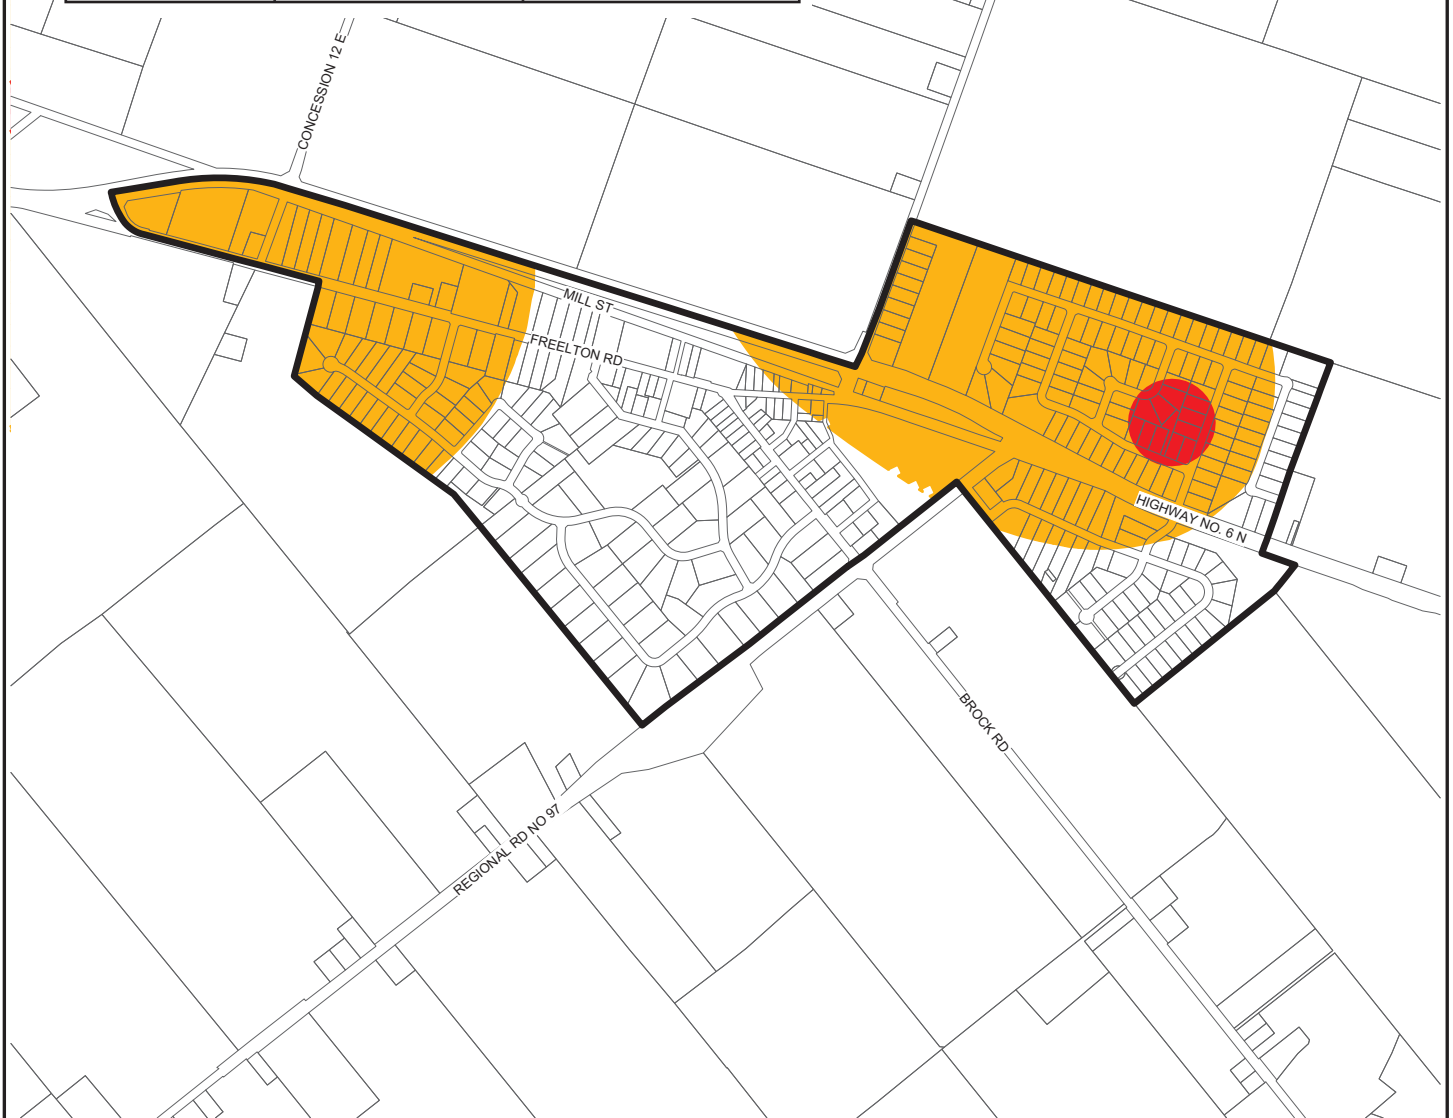 CONCESSION 12 E
MILL ST
FREELTON RD
HIGHWAY NO. 6 N
BROCK RD
REGIONAL RD NO 97